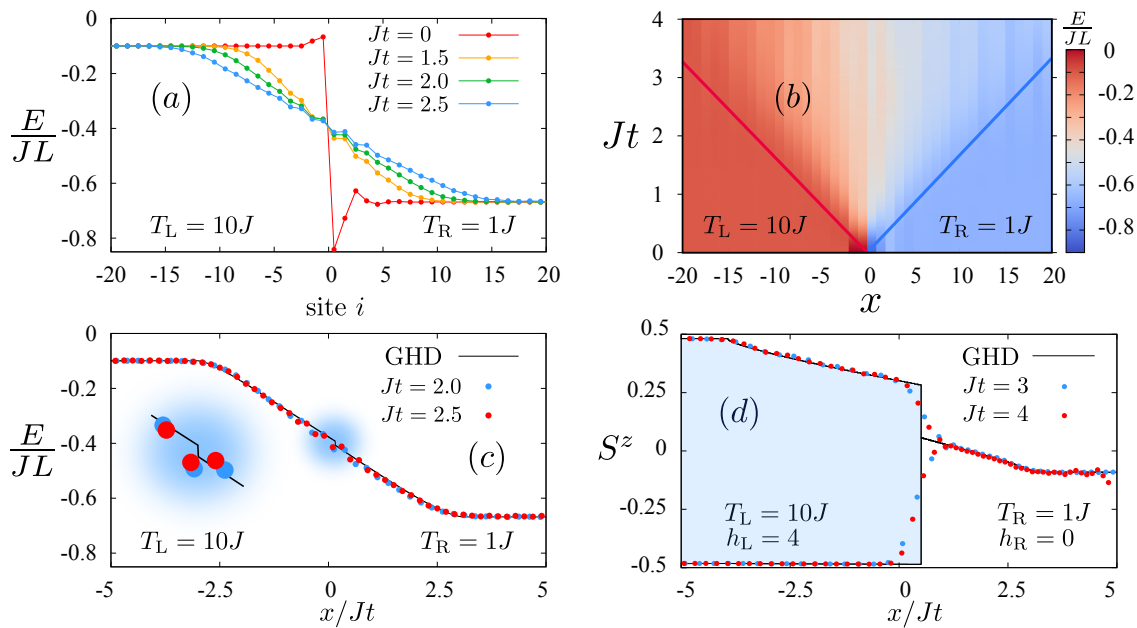 0
-0.2
-0.4
-0.6
-0.8
E
JL
(a)
Jt = 0
Jt = 1.5
Jt = 2.0
Jt = 2.5
T_L = 10J
T_R = 1J
-20 -15 -10 -5 0 5 10 15 20
site i
4
3
2
1
0
Jt
(b)
T_L = 10J
T_R = 1J
-20 -15 -10 -5 0 5 10 15 20
x
E
JL
0
-0.2
-0.4
-0.6
-0.8
0
-0.2
-0.4
-0.6
-0.8
E
JL
GHD
Jt = 2.0
Jt = 2.5
(c)
T_L = 10J
T_R = 1J
-5 -2.5 0 2.5 5
x/Jt
0.5
0.25
0
-0.25
-0.5
S^z
(d)
GHD
Jt = 3
Jt = 4
T_L = 10J
h_L = 4
T_R = 1J
h_R = 0
-5 -2.5 0 2.5 5
x/Jt